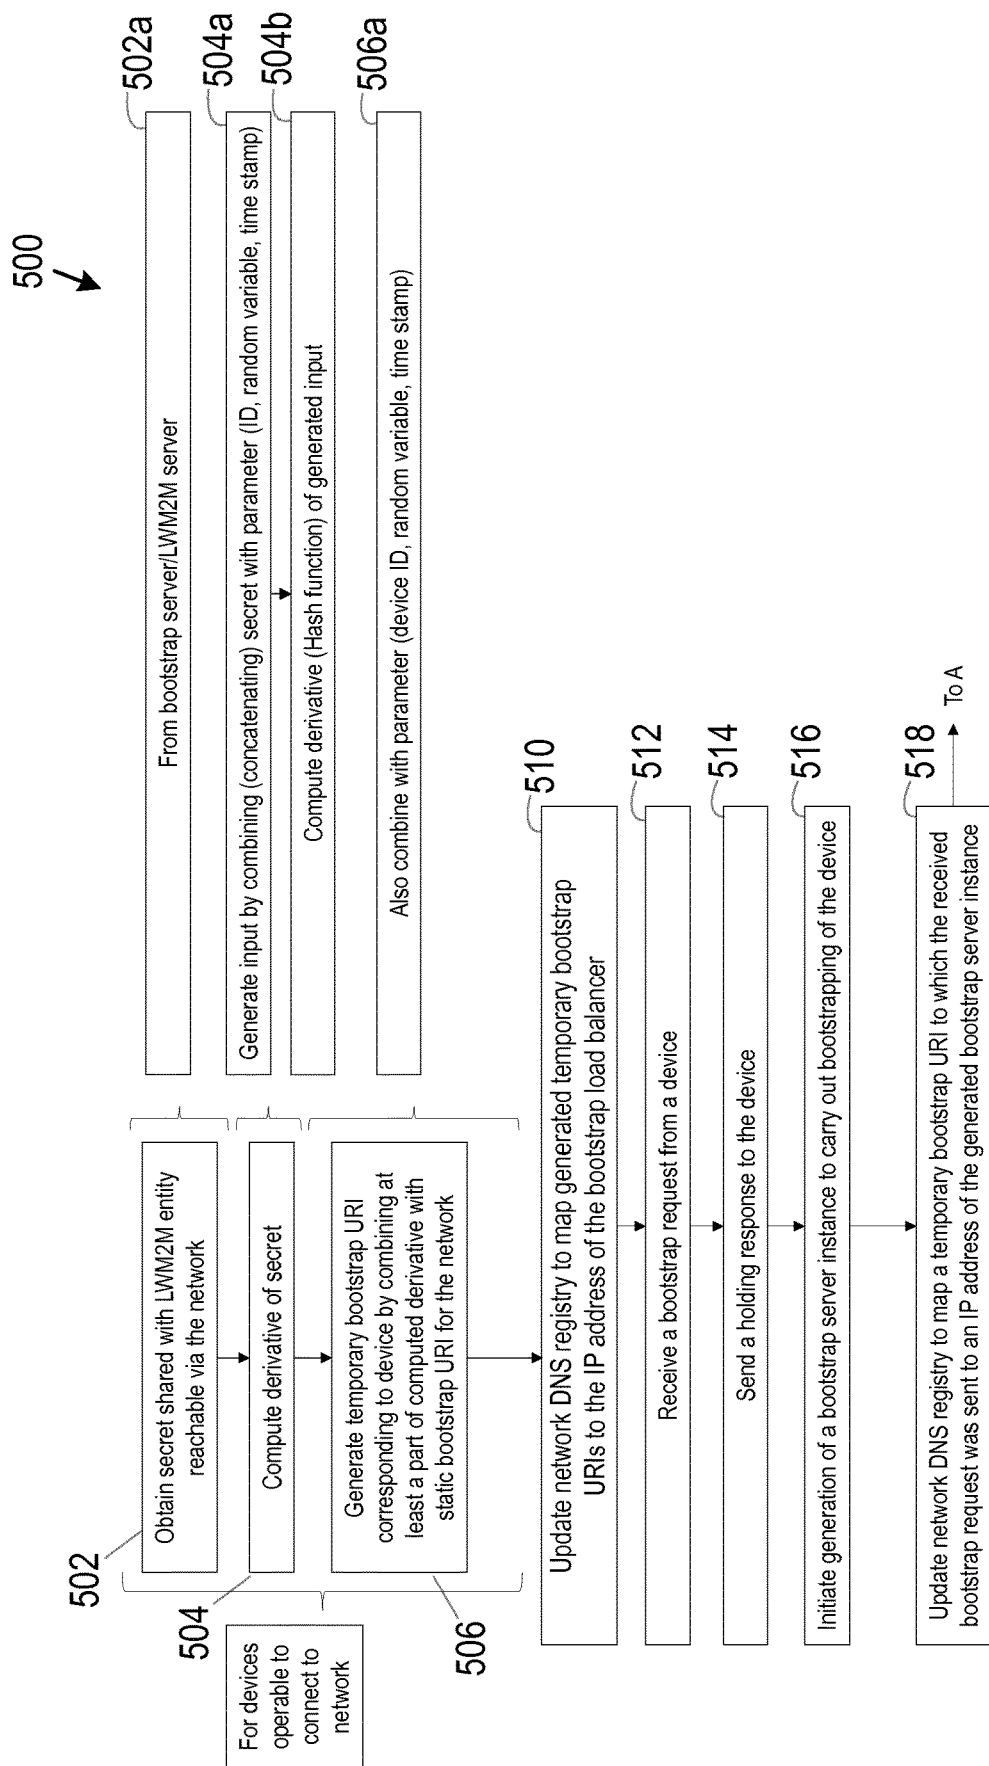 500
For devices
operable to
connect to
network
502
Obtain secret shared with LWM2M entity
reachable via the network
502a
From bootstrap server/LWM2M server
504
Compute derivative of secret
504a
Generate input by combining (concatenating) secret with parameter (ID, random variable, time stamp)
504b
Compute derivative (Hash function) of generated input
506
Generate temporary bootstrap URI
corresponding to device by combining at
least a part of computed derivative with
static bootstrap URI for the network
506a
Also combine with parameter (device ID, random variable, time stamp)
510
Update network DNS registry to map generated temporary bootstrap
URIs to the IP address of the bootstrap load balancer
512
Receive a bootstrap request from a device
514
Send a holding response to the device
516
Initiate generation of a bootstrap server instance to carry out bootstrapping of the device
518
Update network DNS registry to map a temporary bootstrap URI to which the received
bootstrap request was sent to an IP address of the generated bootstrap server instance
To A